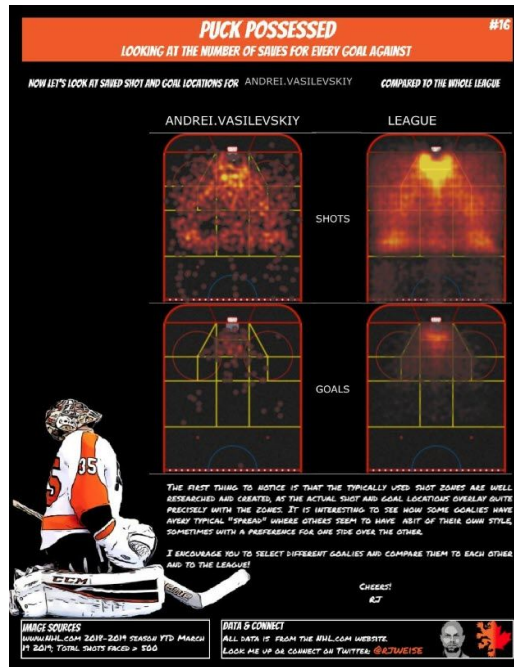 #16
PUCK POSSESSED
LOOKING AT THE NUMBER OF SAVES FOR EVERY GOAL AGAINST
NOW LET'S LOOK AT SAVED SHOT AND GOAL LOCATIONS FOR ANDREI.VASILEVSKIY COMPARED TO THE WHOLE LEAGUE
ANDREI.VASILEVSKIY LEAGUE
SHOTS
GOALS
35
THE FIRST THING TO NOTICE IS THAT THE TYPICALLY USED SHOT ZONES ARE WELL
RESEARCHED AND CREATED, AS THE ACTUAL SHOT AND GOAL LOCATIONS OVERLAY QUITE
PRECISELY WITH THE ZONES. IT IS INTERESTING TO SEE HOW SOME GOALIES HAVE
AVERY TYPICAL "SPREAD" WHERE OTHERS SEEM TO HAVE ABIT OF THEIR OWN STYLE,
SOMETIMES WITH A PREFERENCE FOR ONE SIDE OVER THE OTHER.
I ENCOURAGE YOU TO SELECT DIFFERENT GOALIES AND COMPARE THEM TO EACH OTHER
AND TO THE LEAGUE!
CHEERS!
RJ
CCM
IMAGE SOURCES
WWW.NHL.COM 2018-2019 SEASON YTD MARCH
19 2019; TOTAL SHOTS FACED > 500
DATA & CONNECT
ALL DATA IS FROM THE NHL.COM WEBSITE
LOOK ME UP OR CONNECT ON TWITTER: @RJWEISE